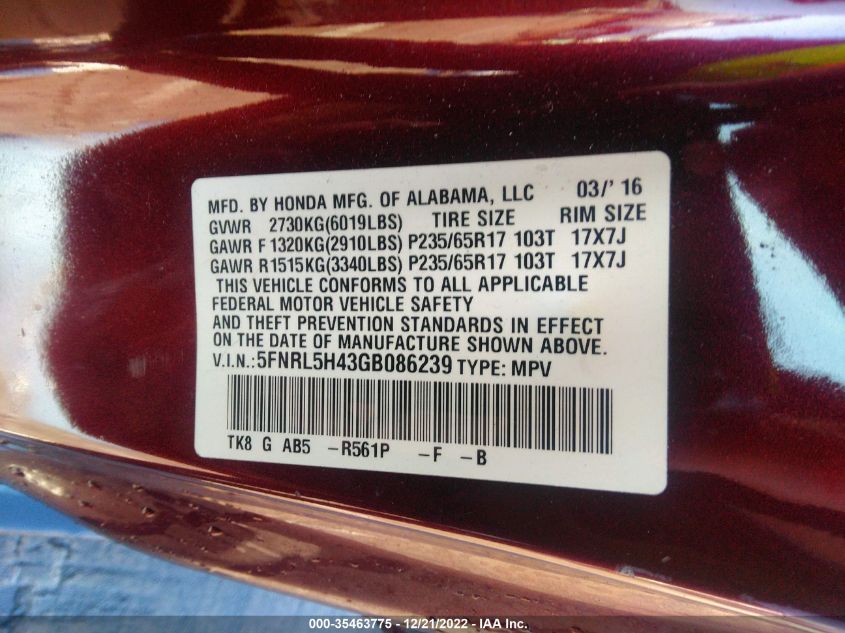 MFD. BY HONDA MFG. OF ALABAMA, LLC 03/' 16
GVWR 2730KG(6019LBS) TIRE SIZE RIM SIZE
GAWR F 1320KG(2910LBS) P235/65R17 103T 17X7J
GAWR R1515KG(3340LBS) P235/65R17 103T 17X7J
THIS VEHICLE CONFORMS TO ALL APPLICABLE
FEDERAL MOTOR VEHICLE SAFETY
AND THEFT PREVENTION STANDARDS IN EFFECT
ON THE DATE OF MANUFACTURE SHOWN ABOVE.
V.I.N.: 5FNRL5H43GB086239 TYPE: MPV
TK8 G AB5 -R561P -F -B
000-35463775 - 12/21/2022 - IAA Inc.